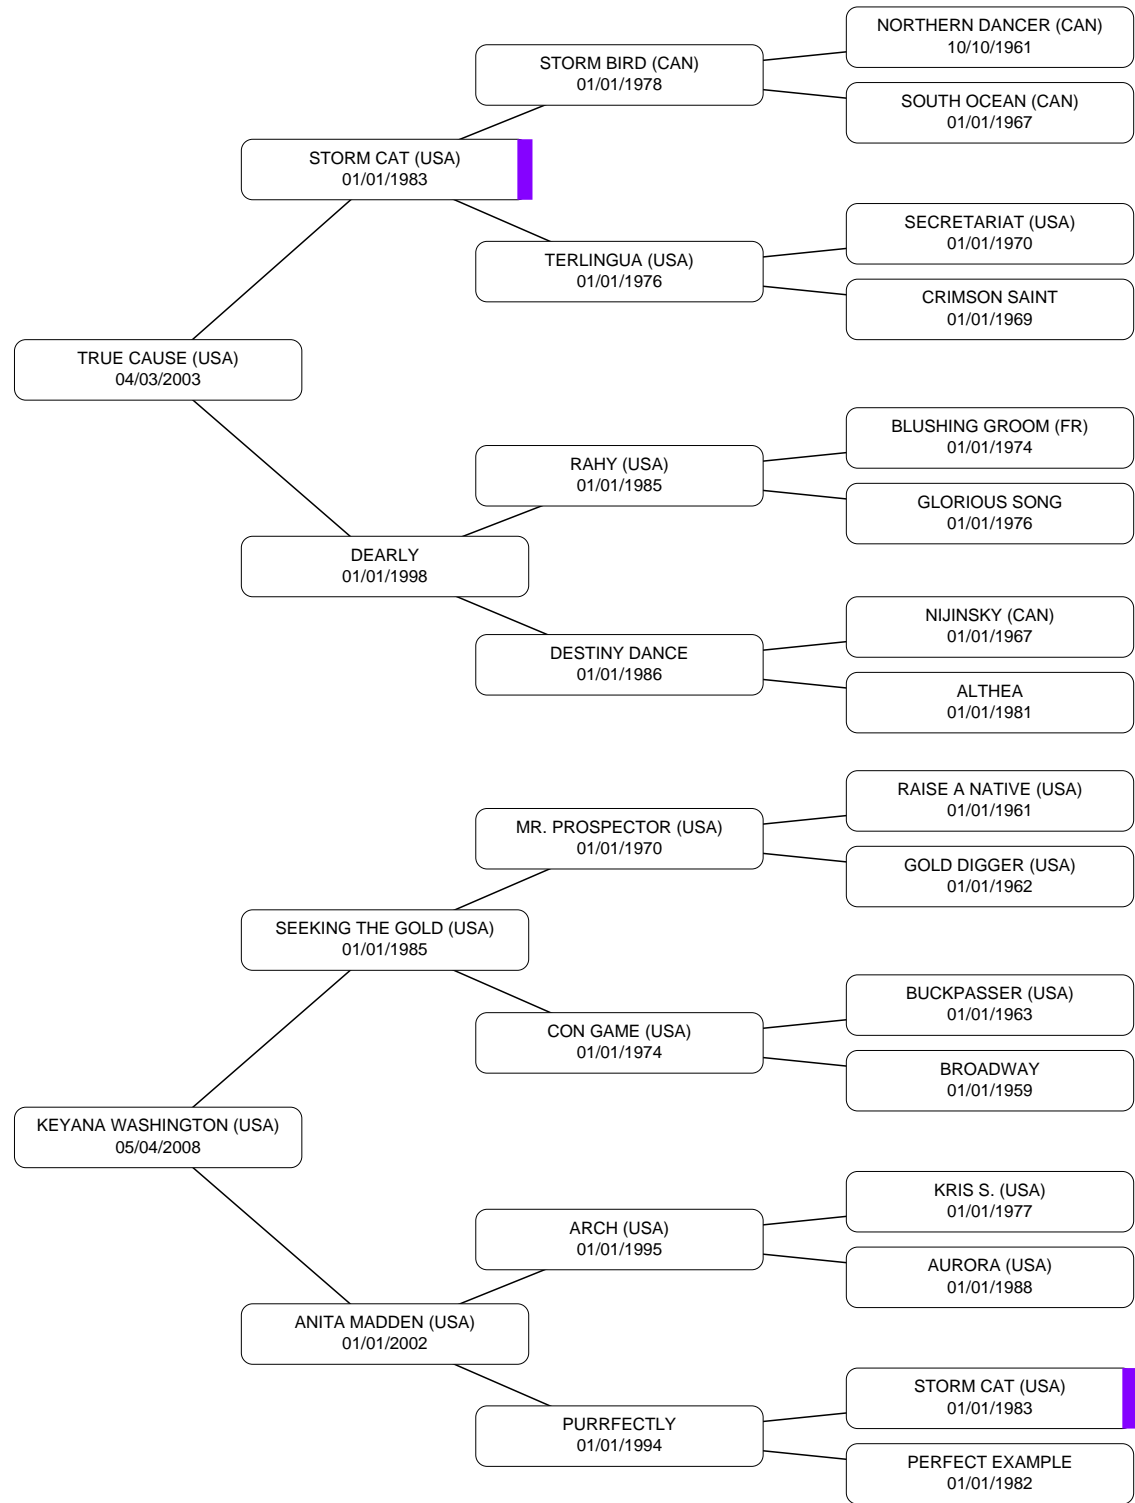 NORTHERN DANCER (CAN)
10/10/1961
STORM BIRD (CAN)
01/01/1978
SOUTH OCEAN (CAN)
01/01/1967
STORM CAT (USA)
01/01/1983
SECRETARIAT (USA)
01/01/1970
TERLINGUA (USA)
01/01/1976
CRIMSON SAINT
01/01/1969
TRUE CAUSE (USA)
04/03/2003
BLUSHING GROOM (FR)
01/01/1974
RAHY (USA)
01/01/1985
GLORIOUS SONG
01/01/1976
DEARLY
01/01/1998
NIJINSKY (CAN)
01/01/1967
DESTINY DANCE
01/01/1986
ALTHEA
01/01/1981
RAISE A NATIVE (USA)
01/01/1961
MR. PROSPECTOR (USA)
01/01/1970
GOLD DIGGER (USA)
01/01/1962
SEEKING THE GOLD (USA)
01/01/1985
BUCKPASSER (USA)
01/01/1963
CON GAME (USA)
01/01/1974
BROADWAY
01/01/1959
KEYANA WASHINGTON (USA)
05/04/2008
KRIS S. (USA)
01/01/1977
ARCH (USA)
01/01/1995
AURORA (USA)
01/01/1988
ANITA MADDEN (USA)
01/01/2002
STORM CAT (USA)
01/01/1983
PURRFECTLY
01/01/1994
PERFECT EXAMPLE
01/01/1982